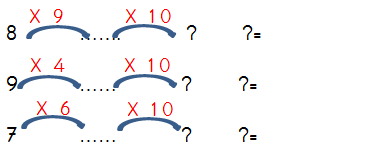 X 9 X 10
8 ....... ? ?=
X 4 X 10
9 ...... ? ?=
X 6 X 10
7 ...... ? ?=